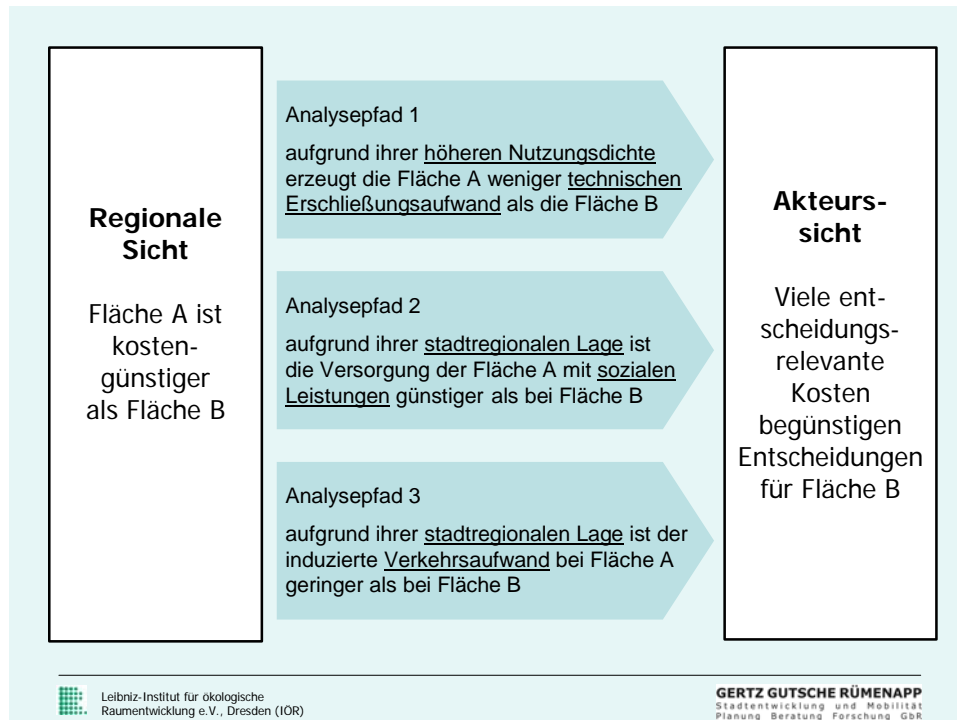 Regionale
Sicht
Fläche A ist
kosten-
günstiger
als Fläche B
Analysepfad 1
aufgrund ihrer höheren Nutzungsdichte
erzeugt die Fläche A weniger technischen
Erschließungsaufwand als die Fläche B
Analysepfad 2
aufgrund ihrer stadtregionalen Lage ist
die Versorgung der Fläche A mit sozialen
Leistungen günstiger als bei Fläche B
Analysepfad 3
aufgrund ihrer stadtregionalen Lage ist der
induzierte Verkehrsaufwand bei Fläche A
geringer als bei Fläche B
Akteurs-
sicht
Viele ent-
scheidungs-
relevante
Kosten
begünstigen
Entscheidungen
für Fläche B
Leibniz-Institut für ökologische
Raumentwicklung e.V., Dresden (IÖR)
GERTZ GUTSCHE RÜMENAPP
Stadtentwicklung und Mobilität
Planung Beratung Forschung GbR